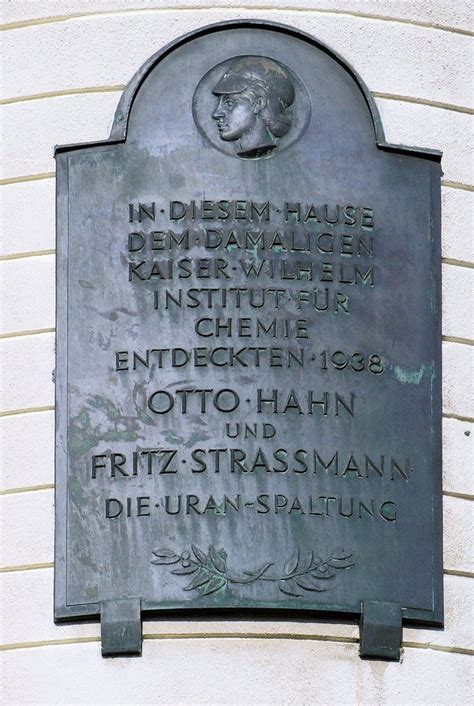 IN·DIESEM·HAUSE
DEM·DAMALIGEN
KAISER·WILHELM
INSTITUT·FÜR
CHEMIE
ENTDECKTEN·1938
OTTO·HAHN
UND
FRITZ·STRASSMANN
DIE·URAN-SPALTUNG